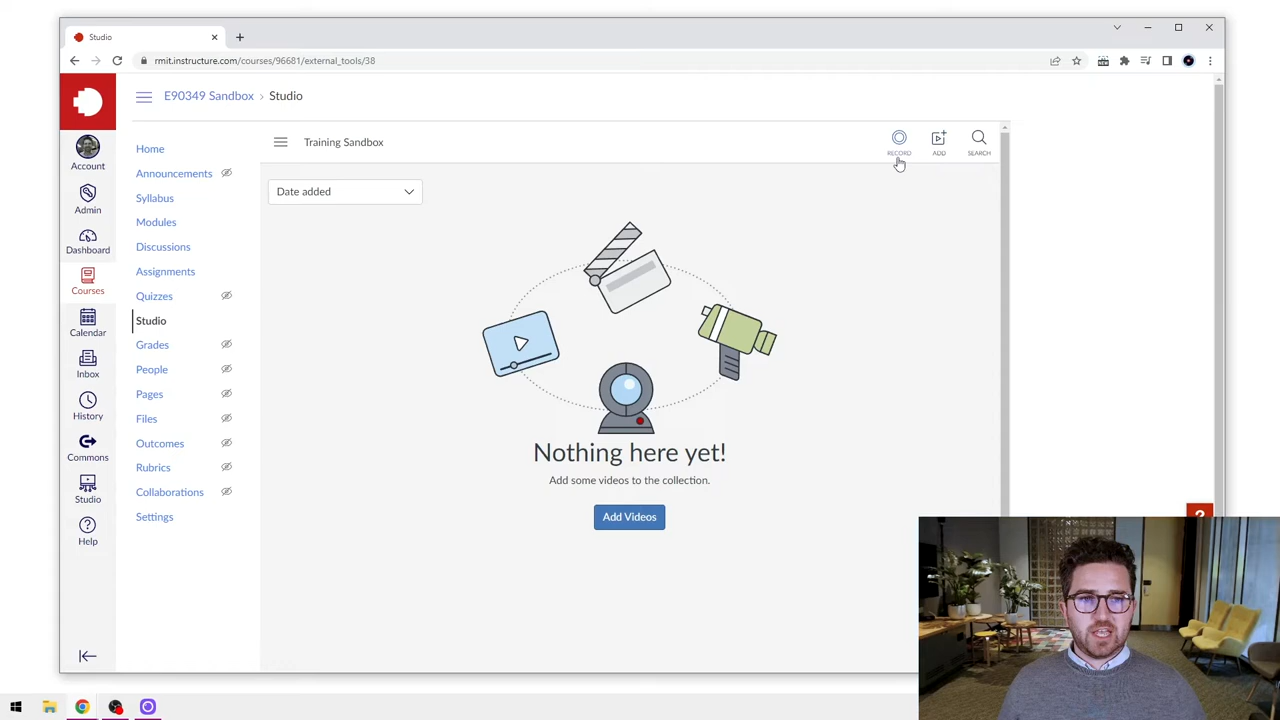 Studio
rmit.instructure.com/courses/96681/external_tools/38
E90349 Sandbox › Studio
Account
Admin
Dashboard
Courses
Calendar
Inbox
History
Commons
Studio
Help
Home
Announcements
Syllabus
Modules
Discussions
Assignments
Quizzes
Studio
Grades
People
Pages
Files
Outcomes
Rubrics
Collaborations
Settings
Training Sandbox
RECORD
ADD
SEARCH
Date added
Nothing here yet!
Add some videos to the collection.
Add Videos
?